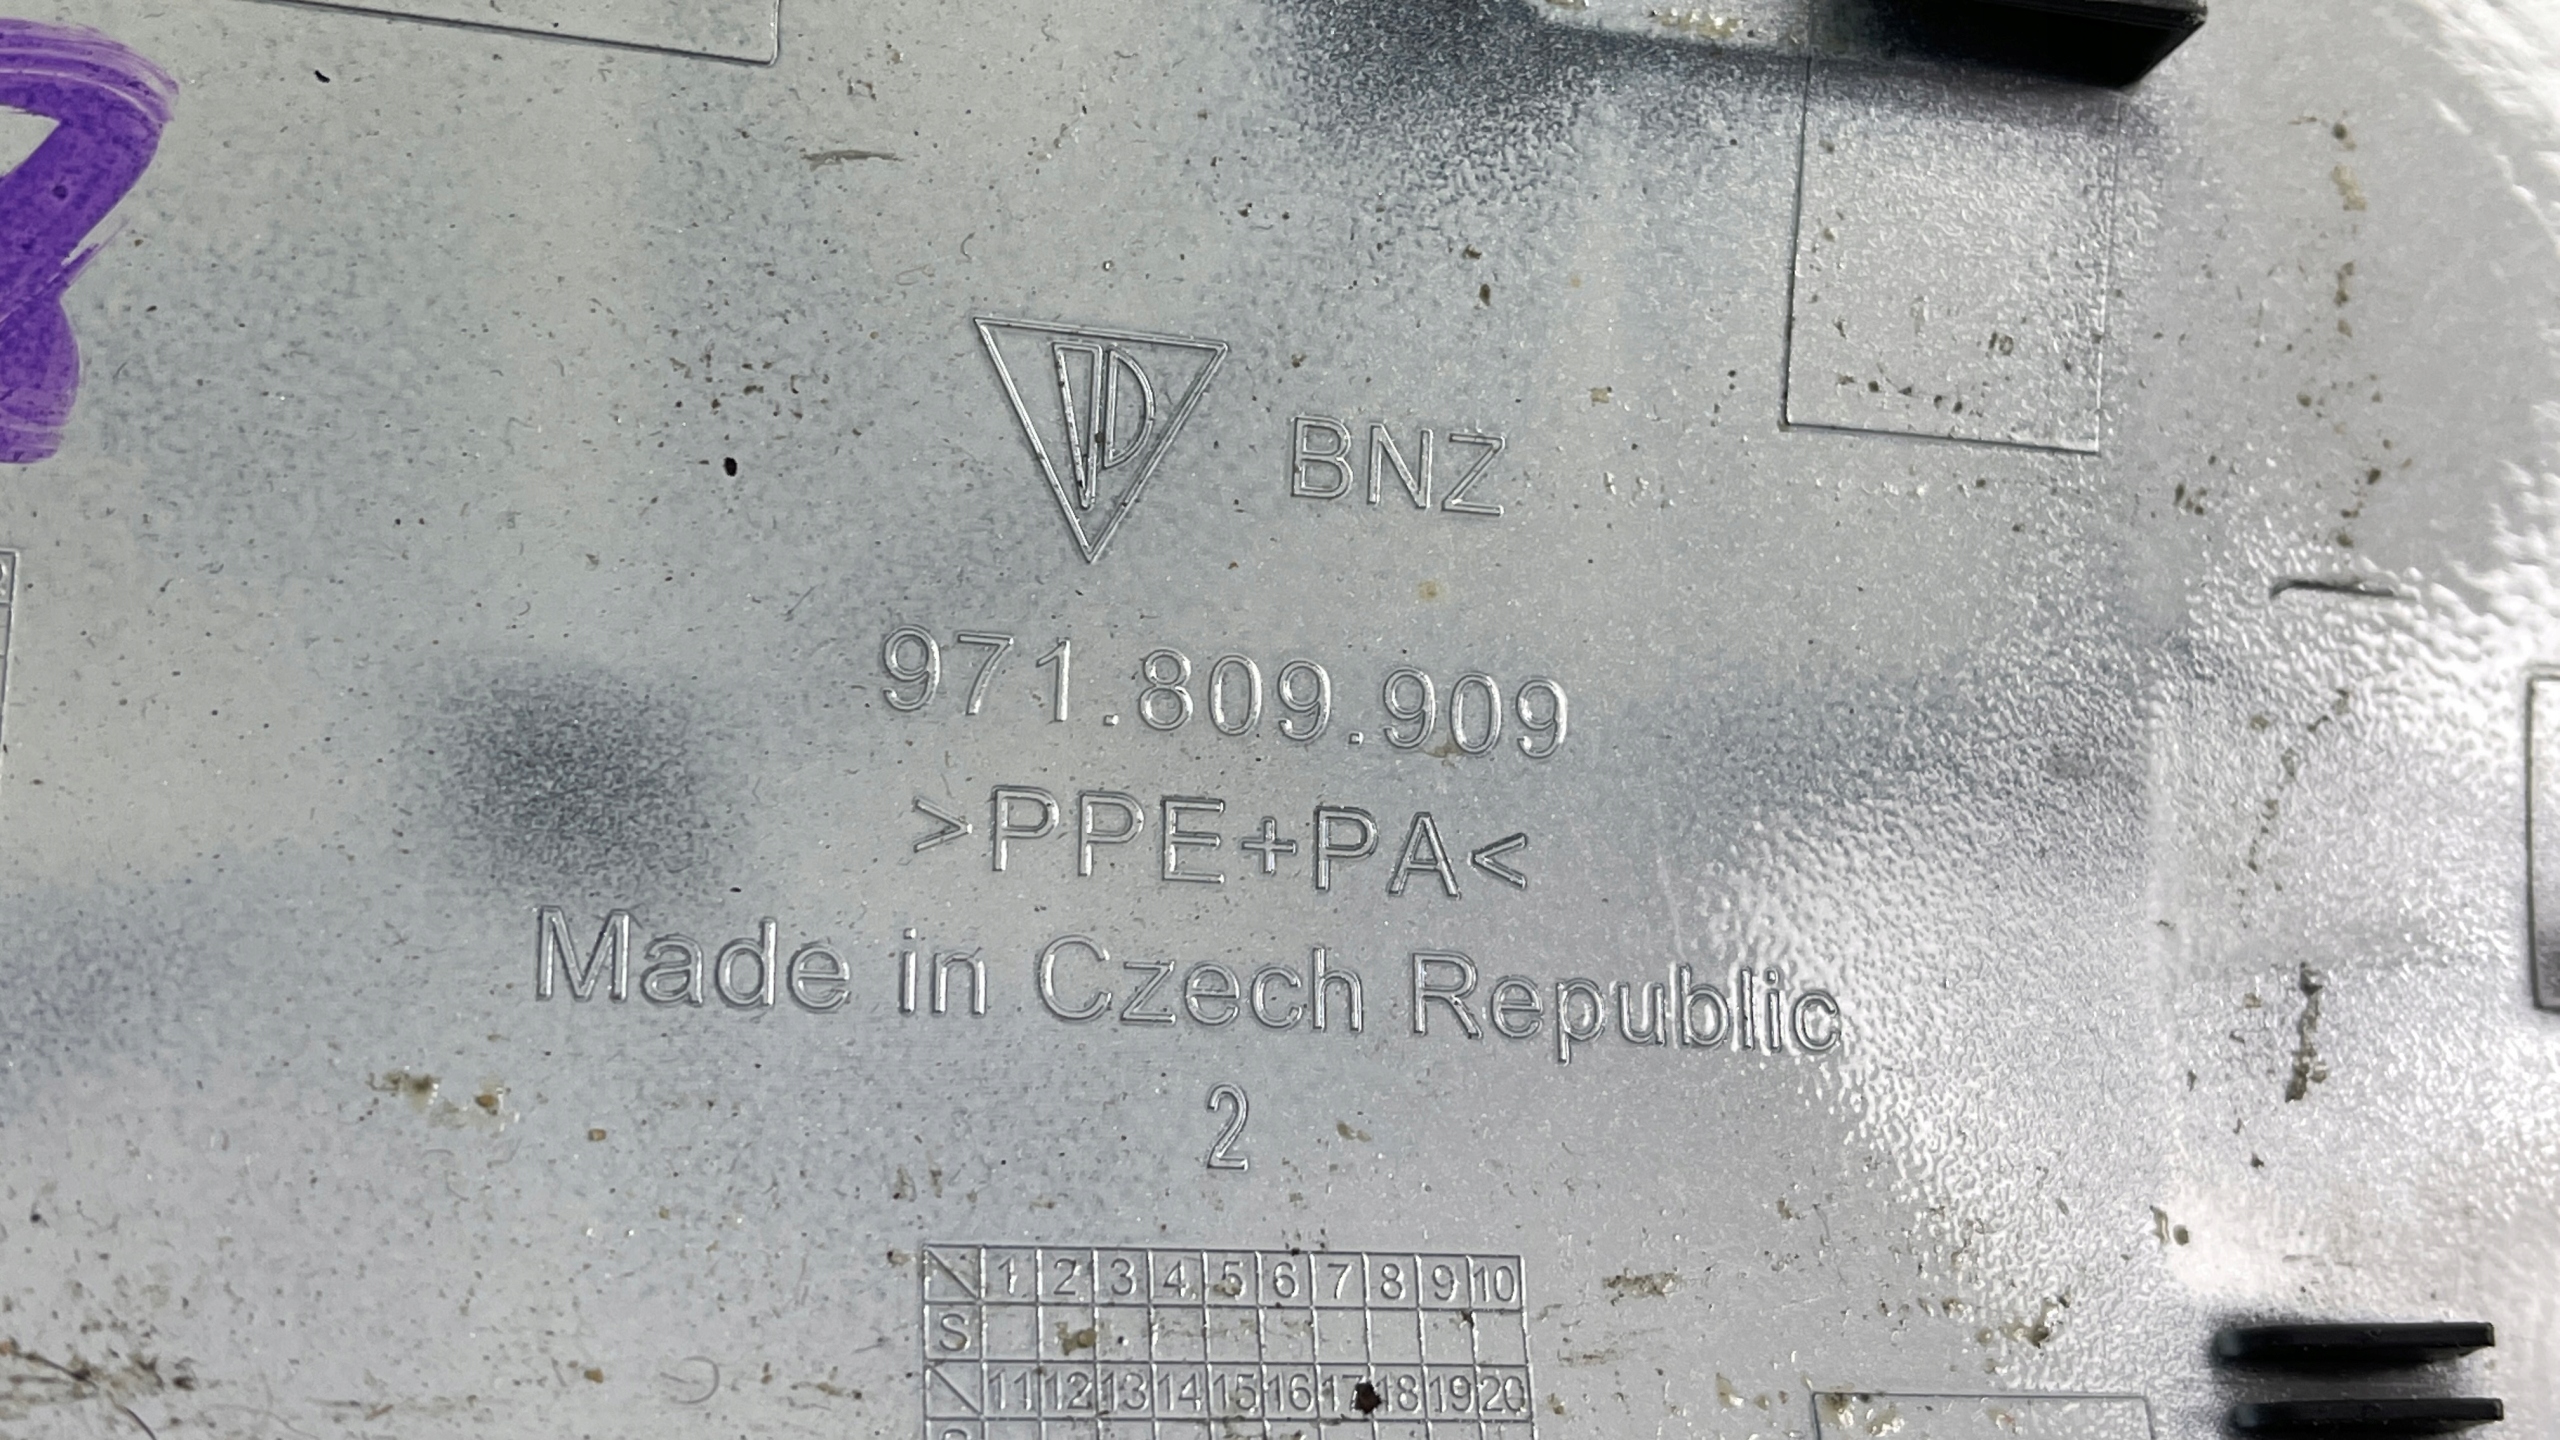 BNZ
971.809.909
>PPE+PA<
Made in Czech Republic
2
1 2 3 4 5 6 7 8 9 10
S
11 12 13 14 15 16 17 18 19 20